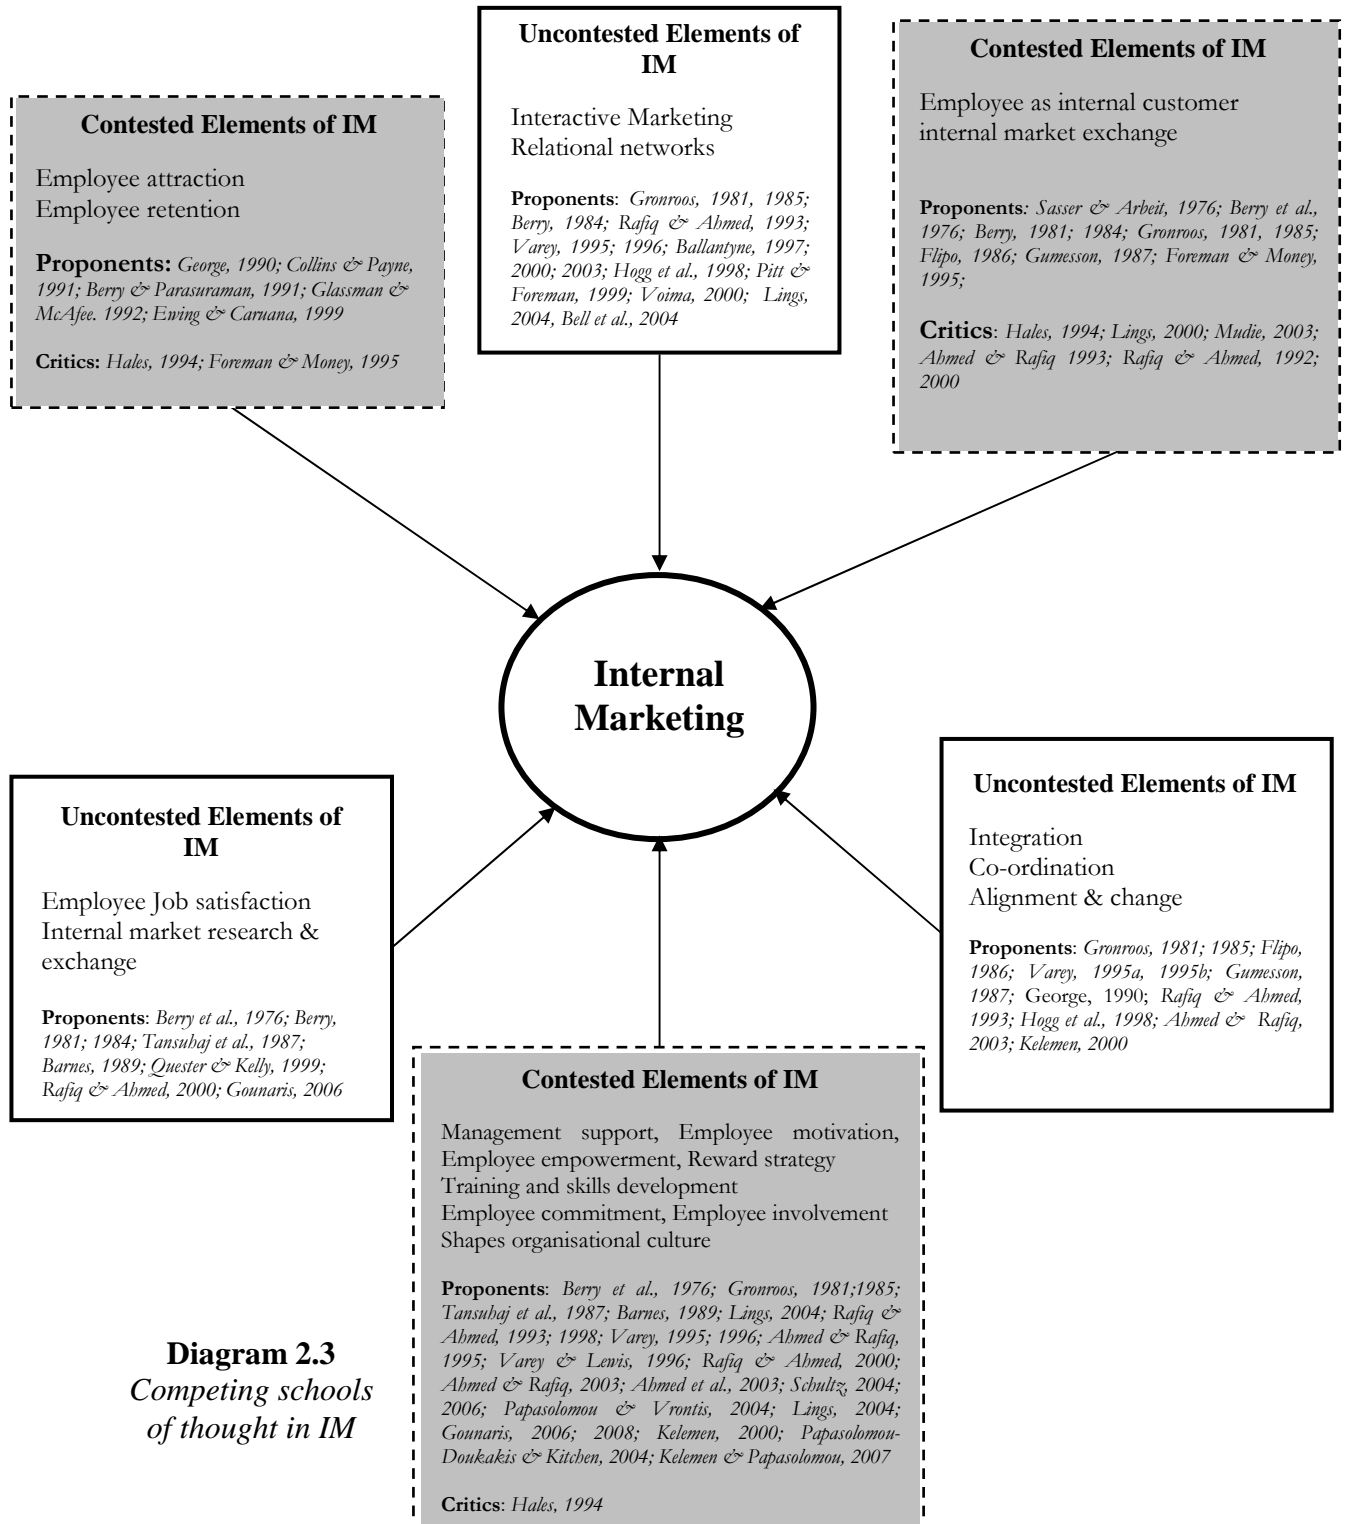 Contested Elements of IM
Employee attraction
Employee retention
Proponents: George, 1990; Collins & Payne,
1991; Berry & Parasuraman, 1991; Glassman &
McAfee. 1992; Ewing & Caruana, 1999
Critics: Hales, 1994; Foreman & Money, 1995
Uncontested Elements of
IM
Interactive Marketing
Relational networks
Proponents: Gronroos, 1981, 1985;
Berry, 1984; Rafiq & Ahmed, 1993;
Varey, 1995; 1996; Ballantyne, 1997;
2000; 2003; Hogg et al., 1998; Pitt &
Foreman, 1999; Voima, 2000; Lings,
2004, Bell et al., 2004
Contested Elements of IM
Employee as internal customer
internal market exchange
Proponents: Sasser & Arbeit, 1976; Berry et al.,
1976; Berry, 1981; 1984; Gronroos, 1981, 1985;
Flipo, 1986; Gumesson, 1987; Foreman & Money,
1995;
Critics: Hales, 1994; Lings, 2000; Mudie, 2003;
Ahmed & Rafiq 1993; Rafiq & Ahmed, 1992;
2000
Internal
Marketing
Uncontested Elements of
IM
Employee Job satisfaction
Internal market research &
exchange
Proponents: Berry et al., 1976; Berry,
1981; 1984; Tansuhaj et al., 1987;
Barnes, 1989; Quester & Kelly, 1999;
Rafiq & Ahmed, 2000; Gounaris, 2006
Uncontested Elements of IM
Integration
Co-ordination
Alignment & change
Proponents: Gronroos, 1981; 1985; Flipo,
1986; Varey, 1995a, 1995b; Gumesson,
1987; George, 1990; Rafiq & Ahmed,
1993; Hogg et al., 1998; Ahmed & Rafiq,
2003; Kelemen, 2000
Contested Elements of IM
Management support, Employee motivation,
Employee empowerment, Reward strategy
Training and skills development
Employee commitment, Employee involvement
Shapes organisational culture
Proponents: Berry et al., 1976; Gronroos, 1981;1985;
Tansuhaj et al., 1987; Barnes, 1989; Lings, 2004; Rafiq &
Ahmed, 1993; 1998; Varey, 1995; 1996; Ahmed & Rafiq,
1995; Varey & Lewis, 1996; Rafiq & Ahmed, 2000;
Ahmed & Rafiq, 2003; Ahmed et al., 2003; Schultz, 2004;
2006; Papasolomou & Vrontis, 2004; Lings, 2004;
Gounaris, 2006; 2008; Kelemen, 2000; Papasolomou-
Doukakis & Kitchen, 2004; Kelemen & Papasolomou, 2007
Critics: Hales, 1994
Diagram 2.3
Competing schools
of thought in IM